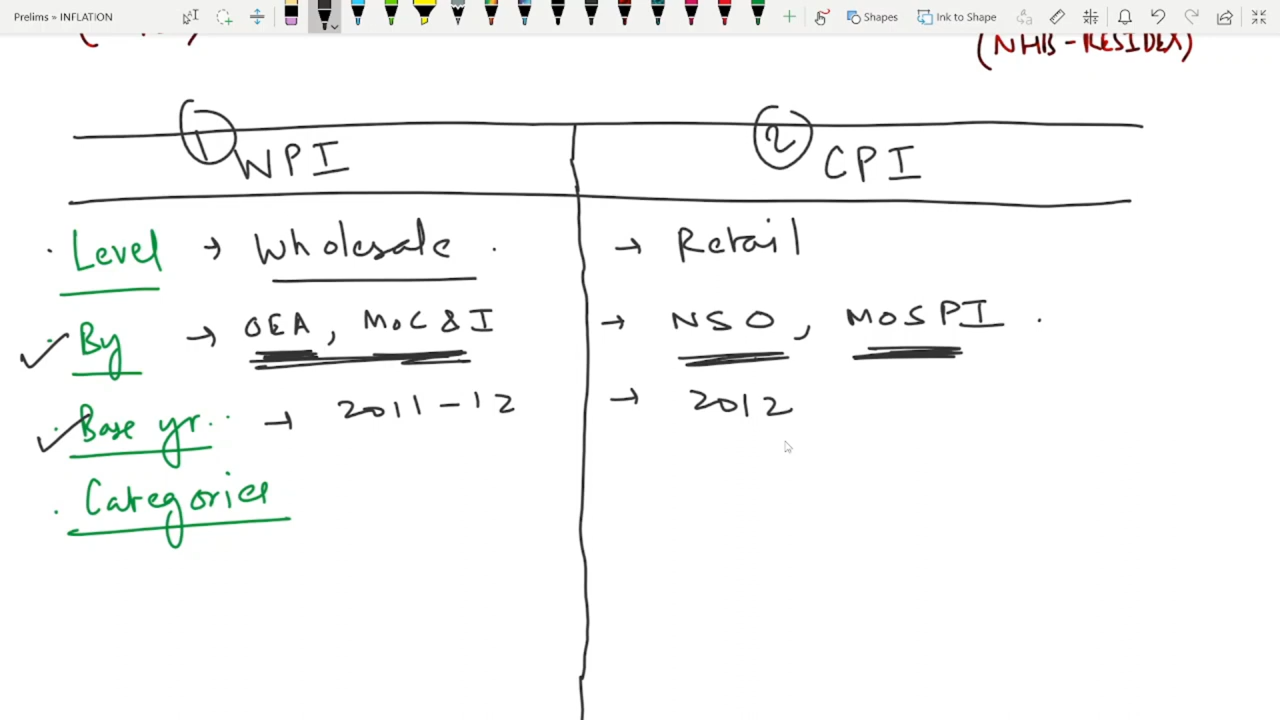 Prelims » INFLATION
Shapes
Ink to Shape
(NHB - RESIDEX)
1 WPI
2 CPI
· Level → Wholesale . → Retail
· By → OEA, MoC&I → NSO, MOSPI .
· Base yr. → 2011-12 → 2012
· Categories